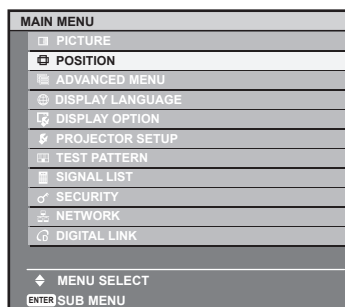 MAIN MENU
PICTURE
POSITION
ADVANCED MENU
DISPLAY LANGUAGE
DISPLAY OPTION
PROJECTOR SETUP
TEST PATTERN
SIGNAL LIST
SECURITY
NETWORK
DIGITAL LINK
MENU SELECT
ENTER SUB MENU